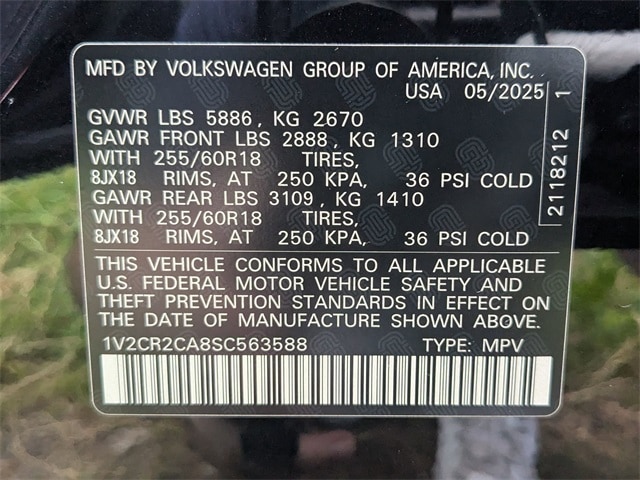 MFD BY VOLKSWAGEN GROUP OF AMERICA, INC.
USA 05/2025
GVWR LBS 5886, KG 2670
GAWR FRONT LBS 2888, KG 1310
WITH 255/60R18 TIRES,
8JX18 RIMS, AT 250 KPA, 36 PSI COLD
GAWR REAR LBS 3109, KG 1410
WITH 255/60R18 TIRES,
8JX18 RIMS, AT 250 KPA, 36 PSI COLD
2118212 1
THIS VEHICLE CONFORMS TO ALL APPLICABLE
U.S. FEDERAL MOTOR VEHICLE SAFETY AND
THEFT PREVENTION STANDARDS IN EFFECT ON
THE DATE OF MANUFACTURE SHOWN ABOVE.
1V2CR2CA8SC563588 TYPE: MPV